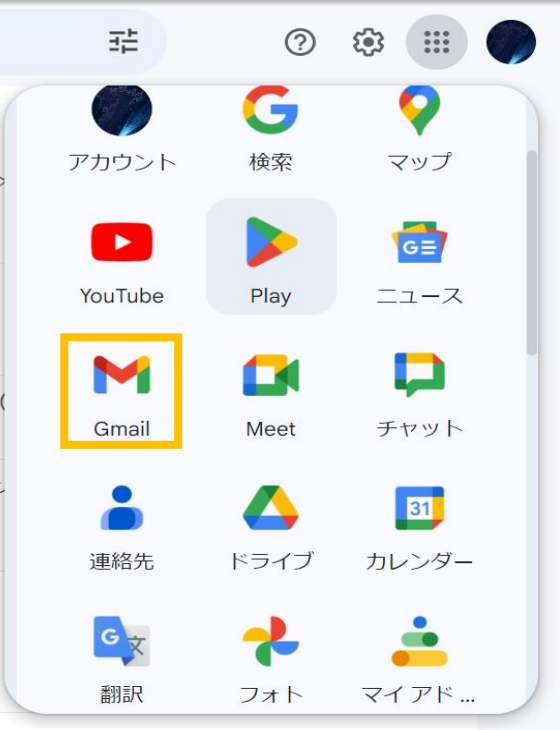 アカウント 検索 マップ
YouTube Play ニュース
G
31
Gmail Meet チャット
連絡先 ドライブ カレンダー
G 文
翻訳 フォト マイ アド ...